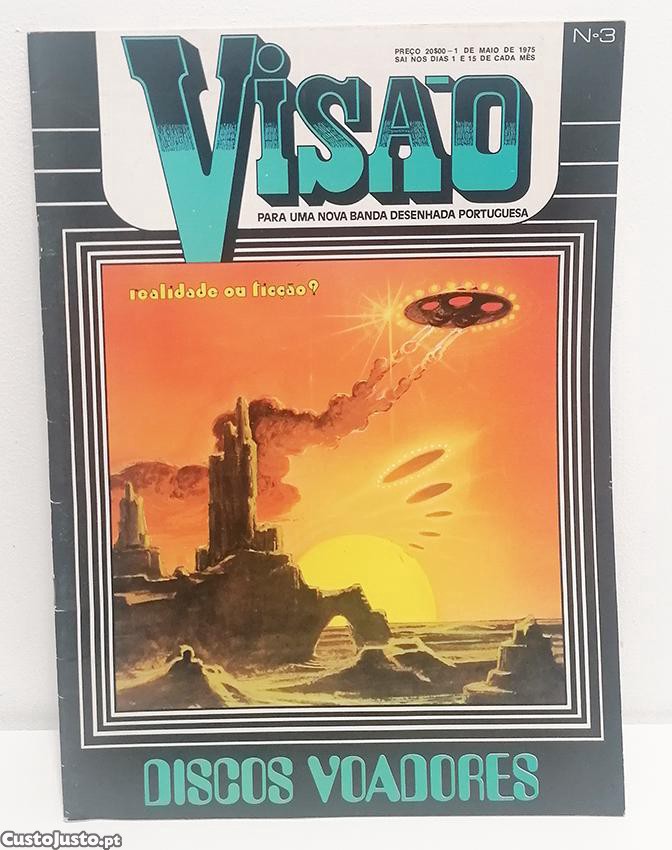 N.º3
PREÇO 20$00 - 1 DE MAIO DE 1975
SAI NOS DIAS 1 E 15 DE CADA MÊS
VISÃO
PARA UMA NOVA BANDA DESENHADA PORTUGUESA
realidade ou ficção?
DISCOS VOADORES
CustoJusto.pt